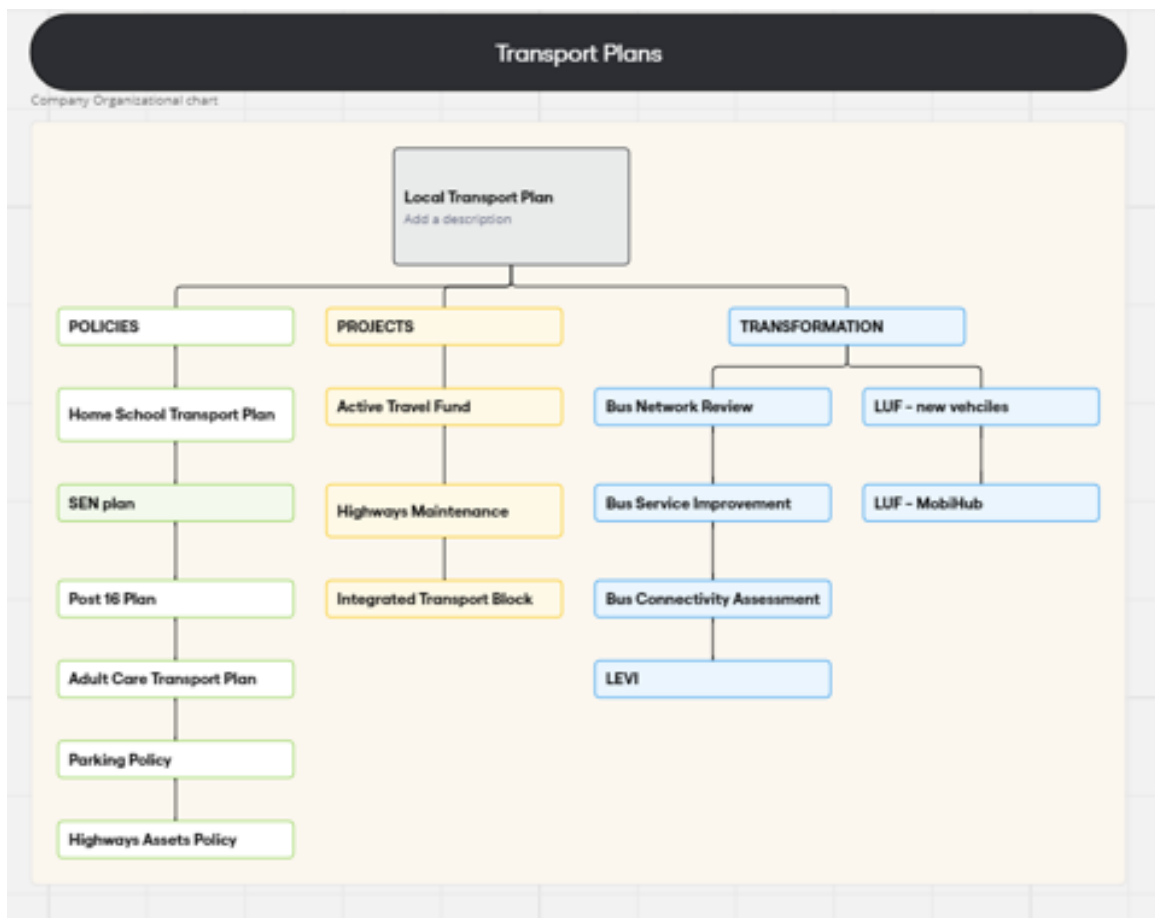 Transport Plans
Company Organizational chart
Local Transport Plan
Add a description
POLICIES
PROJECTS
TRANSFORMATION
Home School Transport Plan
Active Travel Fund
Bus Network Review
LUF - new vehciles
SEN plan
Highways Maintenance
Bus Service Improvement
LUF - MobiHub
Post 16 Plan
Integrated Transport Block
Bus Connectivity Assessment
Adult Care Transport Plan
LEVI
Parking Policy
Highways Assets Policy